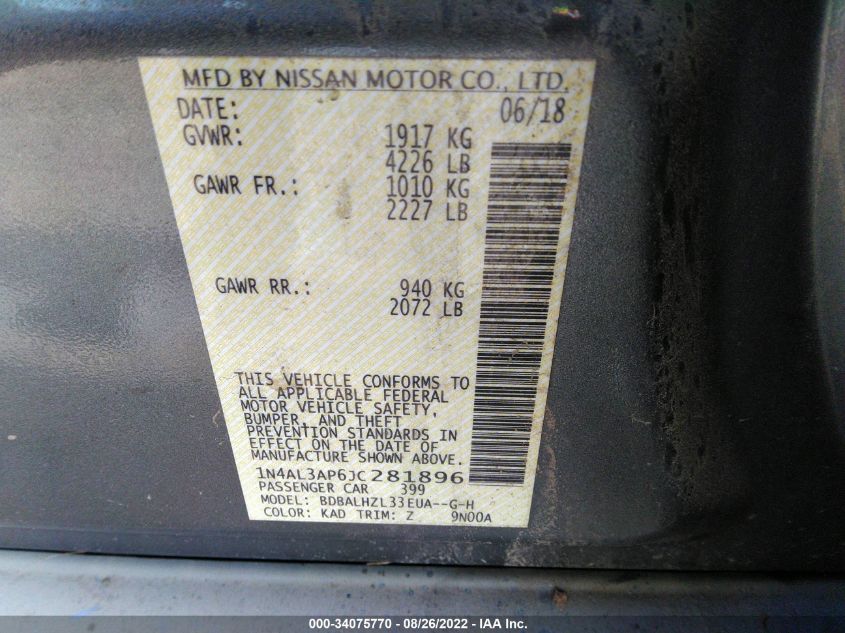 MFD BY NISSAN MOTOR CO., LTD.
DATE: 06/18
GVWR: 1917 KG
4226 LB
GAWR FR.: 1010 KG
2227 LB
GAWR RR.: 940 KG
2072 LB
THIS VEHICLE CONFORMS TO
ALL APPLICABLE FEDERAL
MOTOR VEHICLE SAFETY,
BUMPER, AND THEFT
PREVENTION STANDARDS IN
EFFECT ON THE DATE OF
MANUFACTURE SHOWN ABOVE.
1N4AL3AP6JC281896
PASSENGER CAR 399
MODEL: BDBALHZL33EUA--G-H
COLOR: KAD TRIM: Z 9N00A
000-34075770 - 08/26/2022 - IAA Inc.